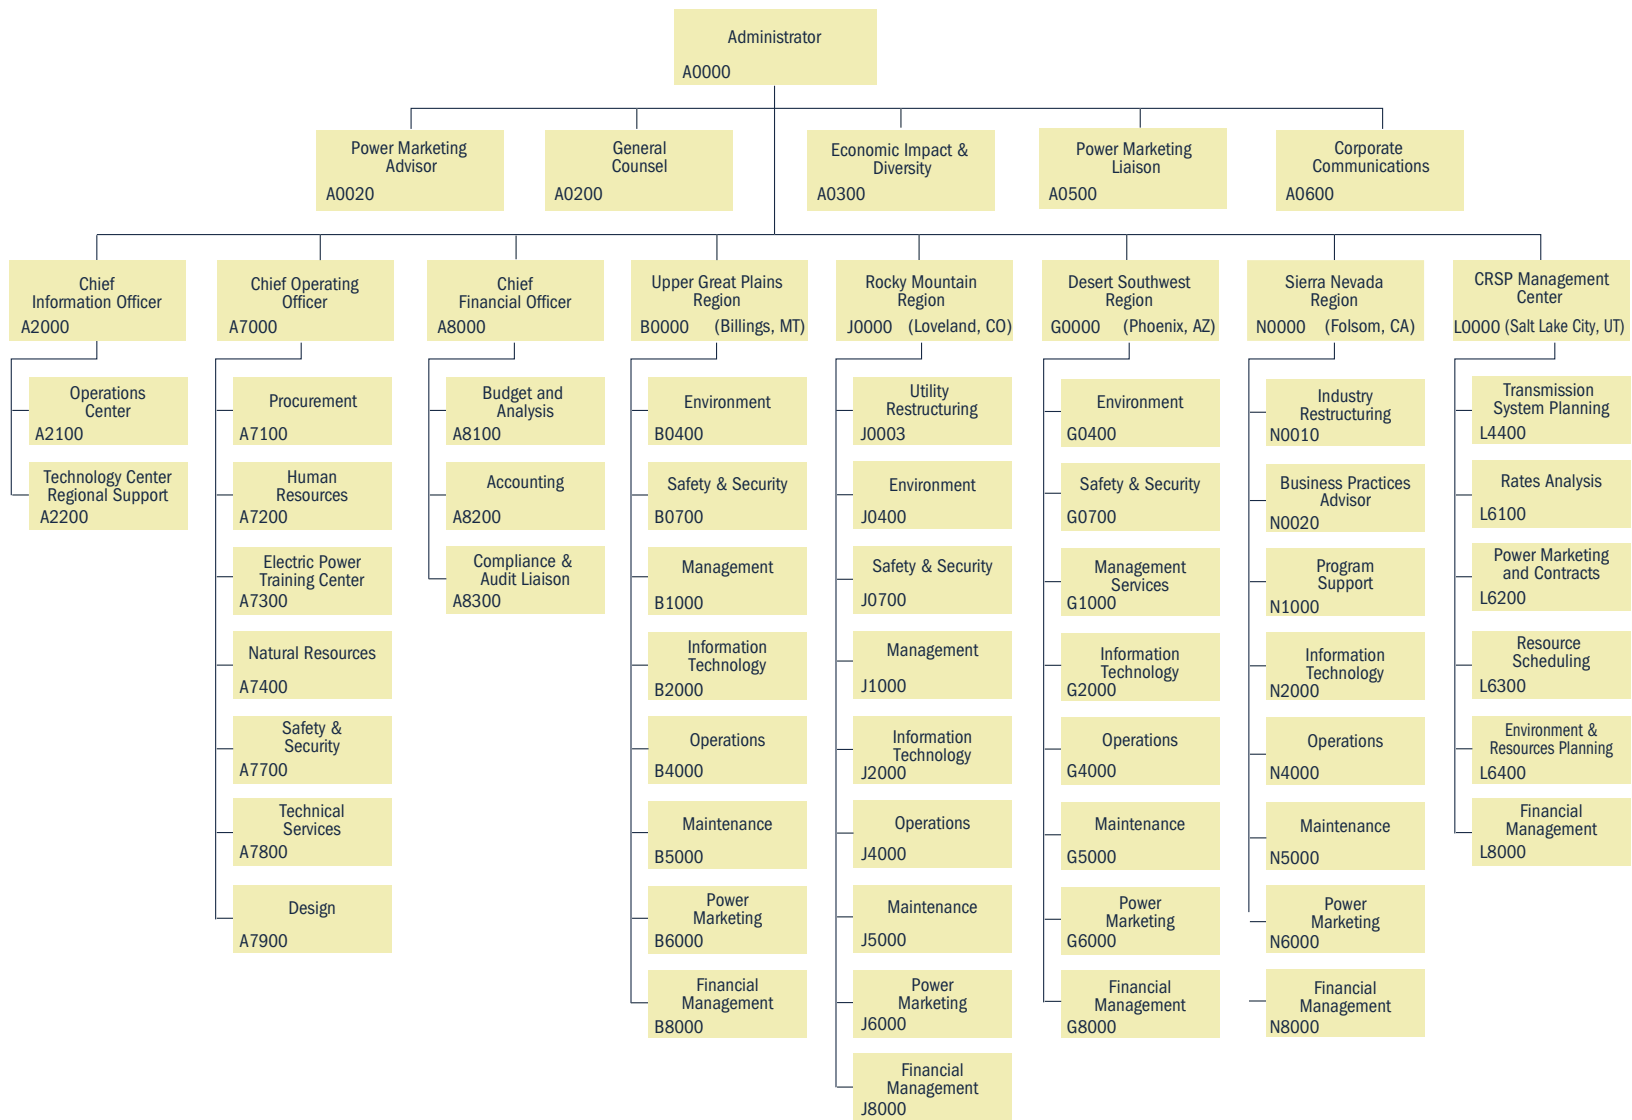 Administrator
A0000
Power Marketing
Advisor
A0020
General
Counsel
A0200
Economic Impact &
Diversity
A0300
Power Marketing
Liaison
A0500
Corporate
Communications
A0600
Chief
Information Officer
A2000
Operations
Center
A2100
Technology Center
Regional Support
A2200
Chief Operating
Officer
A7000
Procurement
A7100
Human
Resources
A7200
Electric Power
Training Center
A7300
Natural Resources
A7400
Safety &
Security
A7700
Technical
Services
A7800
Design
A7900
Chief
Financial Officer
A8000
Budget and
Analysis
A8100
Accounting
A8200
Compliance &
Audit Liaison
A8300
Upper Great Plains
Region
B0000 (Billings, MT)
Environment
B0400
Safety & Security
B0700
Management
B1000
Information
Technology
B2000
Operations
B4000
Maintenance
B5000
Power
Marketing
B6000
Financial
Management
B8000
Rocky Mountain
Region
J0000 (Loveland, CO)
Utility
Restructuring
J0003
Environment
J0400
Safety & Security
J0700
Management
J1000
Information
Technology
J2000
Operations
J4000
Maintenance
J5000
Power
Marketing
J6000
Financial
Management
J8000
Desert Southwest
Region
G0000 (Phoenix, AZ)
Environment
G0400
Safety & Security
G0700
Management
Services
G1000
Information
Technology
G2000
Operations
G4000
Maintenance
G5000
Power
Marketing
G6000
Financial
Management
G8000
Sierra Nevada
Region
N0000 (Folsom, CA)
Industry
Restructuring
N0010
Business Practices
Advisor
N0020
Program
Support
N1000
Information
Technology
N2000
Operations
N4000
Maintenance
N5000
Power
Marketing
N6000
Financial
Management
N8000
CRSP Management
Center
L0000 (Salt Lake City, UT)
Transmission
System Planning
L4400
Rates Analysis
L6100
Power Marketing
and Contracts
L6200
Resource
Scheduling
L6300
Environment &
Resources Planning
L6400
Financial
Management
L8000